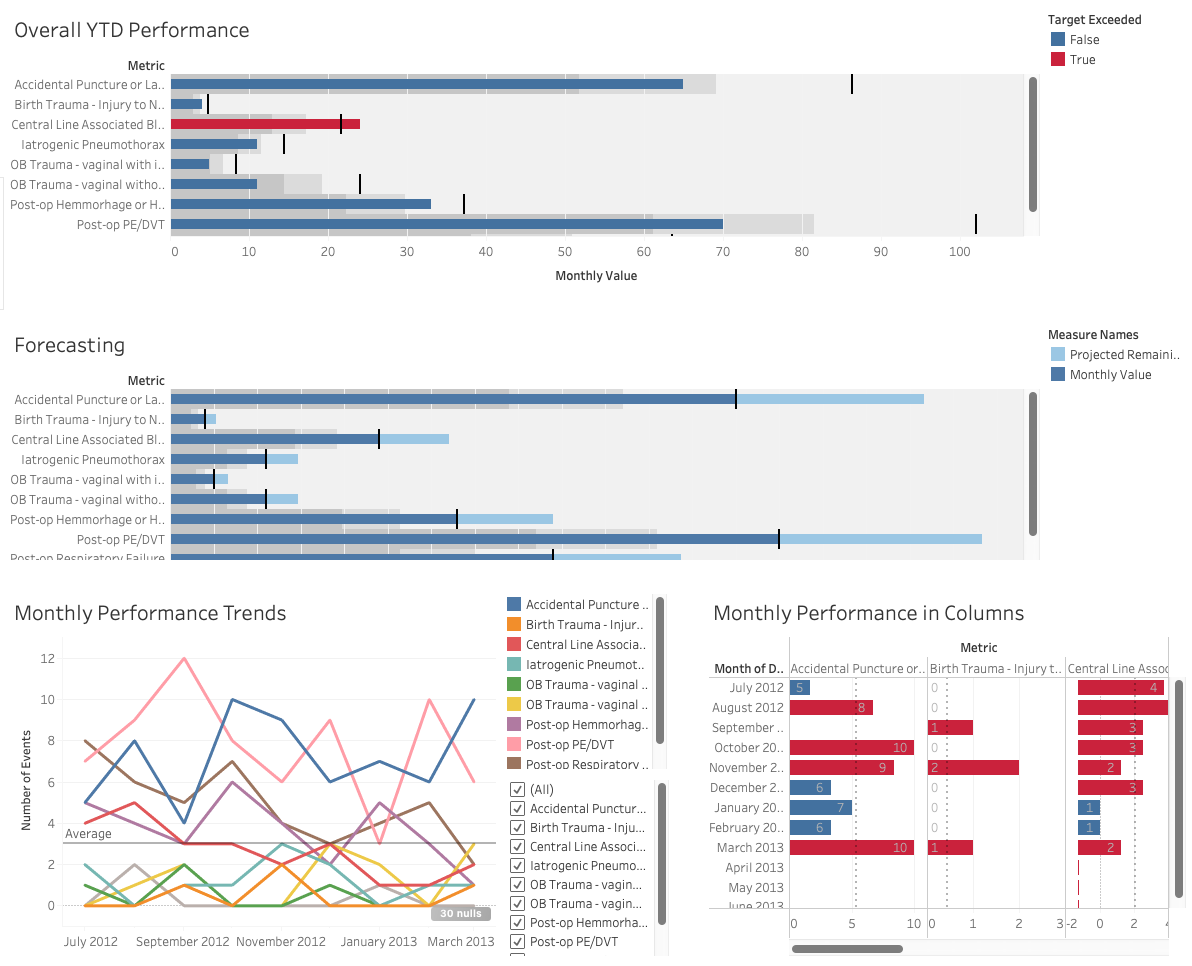 Overall YTD Performance
Target Exceeded
False
True
Metric
Accidental Puncture or La..
Birth Trauma - Injury to N..
Central Line Associated Bl..
Iatrogenic Pneumothorax
OB Trauma - vaginal with i..
OB Trauma - vaginal witho..
Post-op Hemmorhage or H..
Post-op PE/DVT
0 10 20 30 40 50 60 70 80 90 100
Monthly Value
Forecasting
Measure Names
Projected Remaini..
Monthly Value
Metric
Accidental Puncture or La..
Birth Trauma - Injury to N..
Central Line Associated Bl..
Iatrogenic Pneumothorax
OB Trauma - vaginal with i..
OB Trauma - vaginal witho..
Post-op Hemmorhage or H..
Post-op PE/DVT
Post-op Respiratory Failure
Monthly Performance Trends
12
10
8
6
4
2
0
Number of Events
Average
30 nulls
July 2012 September 2012 November 2012 January 2013 March 2013
Accidental Puncture ..
Birth Trauma - Injur..
Central Line Associa..
Iatrogenic Pneumot..
OB Trauma - vaginal ..
OB Trauma - vaginal ..
Post-op Hemmorhag..
Post-op PE/DVT
Post-op Respiratory ..
(All)
Accidental Punctur...
Birth Trauma - Inju...
Central Line Associ...
Iatrogenic Pneumo...
OB Trauma - vagin...
OB Trauma - vagin...
Post-op Hemmorha...
Post-op PE/DVT
Monthly Performance in Columns
Metric
Month of D.. Accidental Puncture or.. Birth Trauma - Injury t.. Central Line Assoc
July 2012 5 0 4
August 2012 8 0
September .. 1 3
October 20.. 10 0 3
November 2.. 9 2 2
December 2.. 6 0 3
January 20.. 7 0 1
February 20.. 6 0 1
March 2013 10 1 2
April 2013
May 2013
June 2013
0 5 10 0 1 2 3 -2 0 2 4